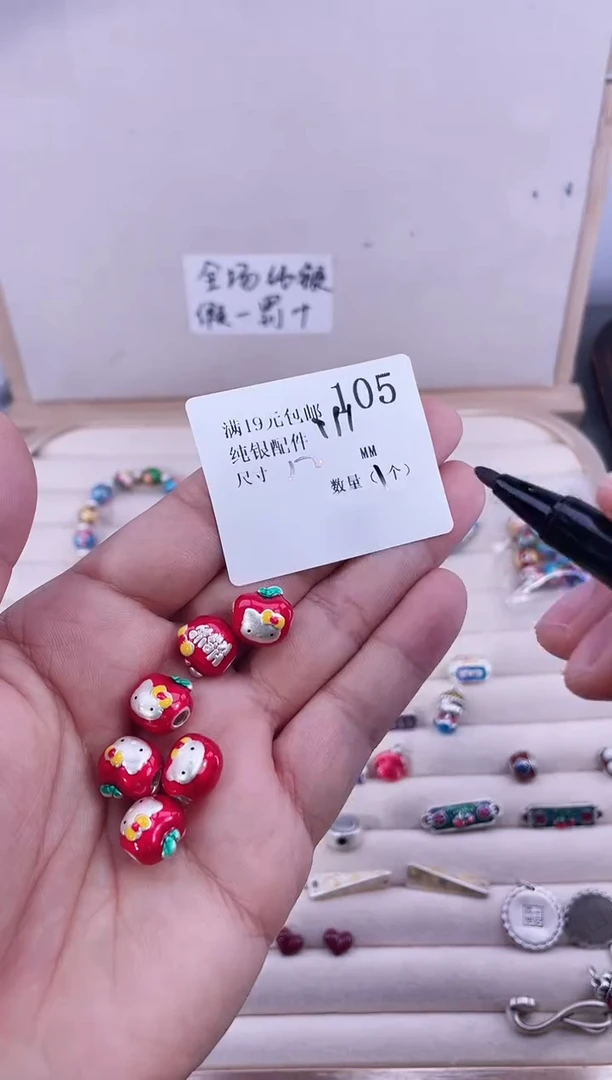 全场纯银
假一罚十
105
满19元包邮
纯银配件
MM
尺寸
数量（1个）